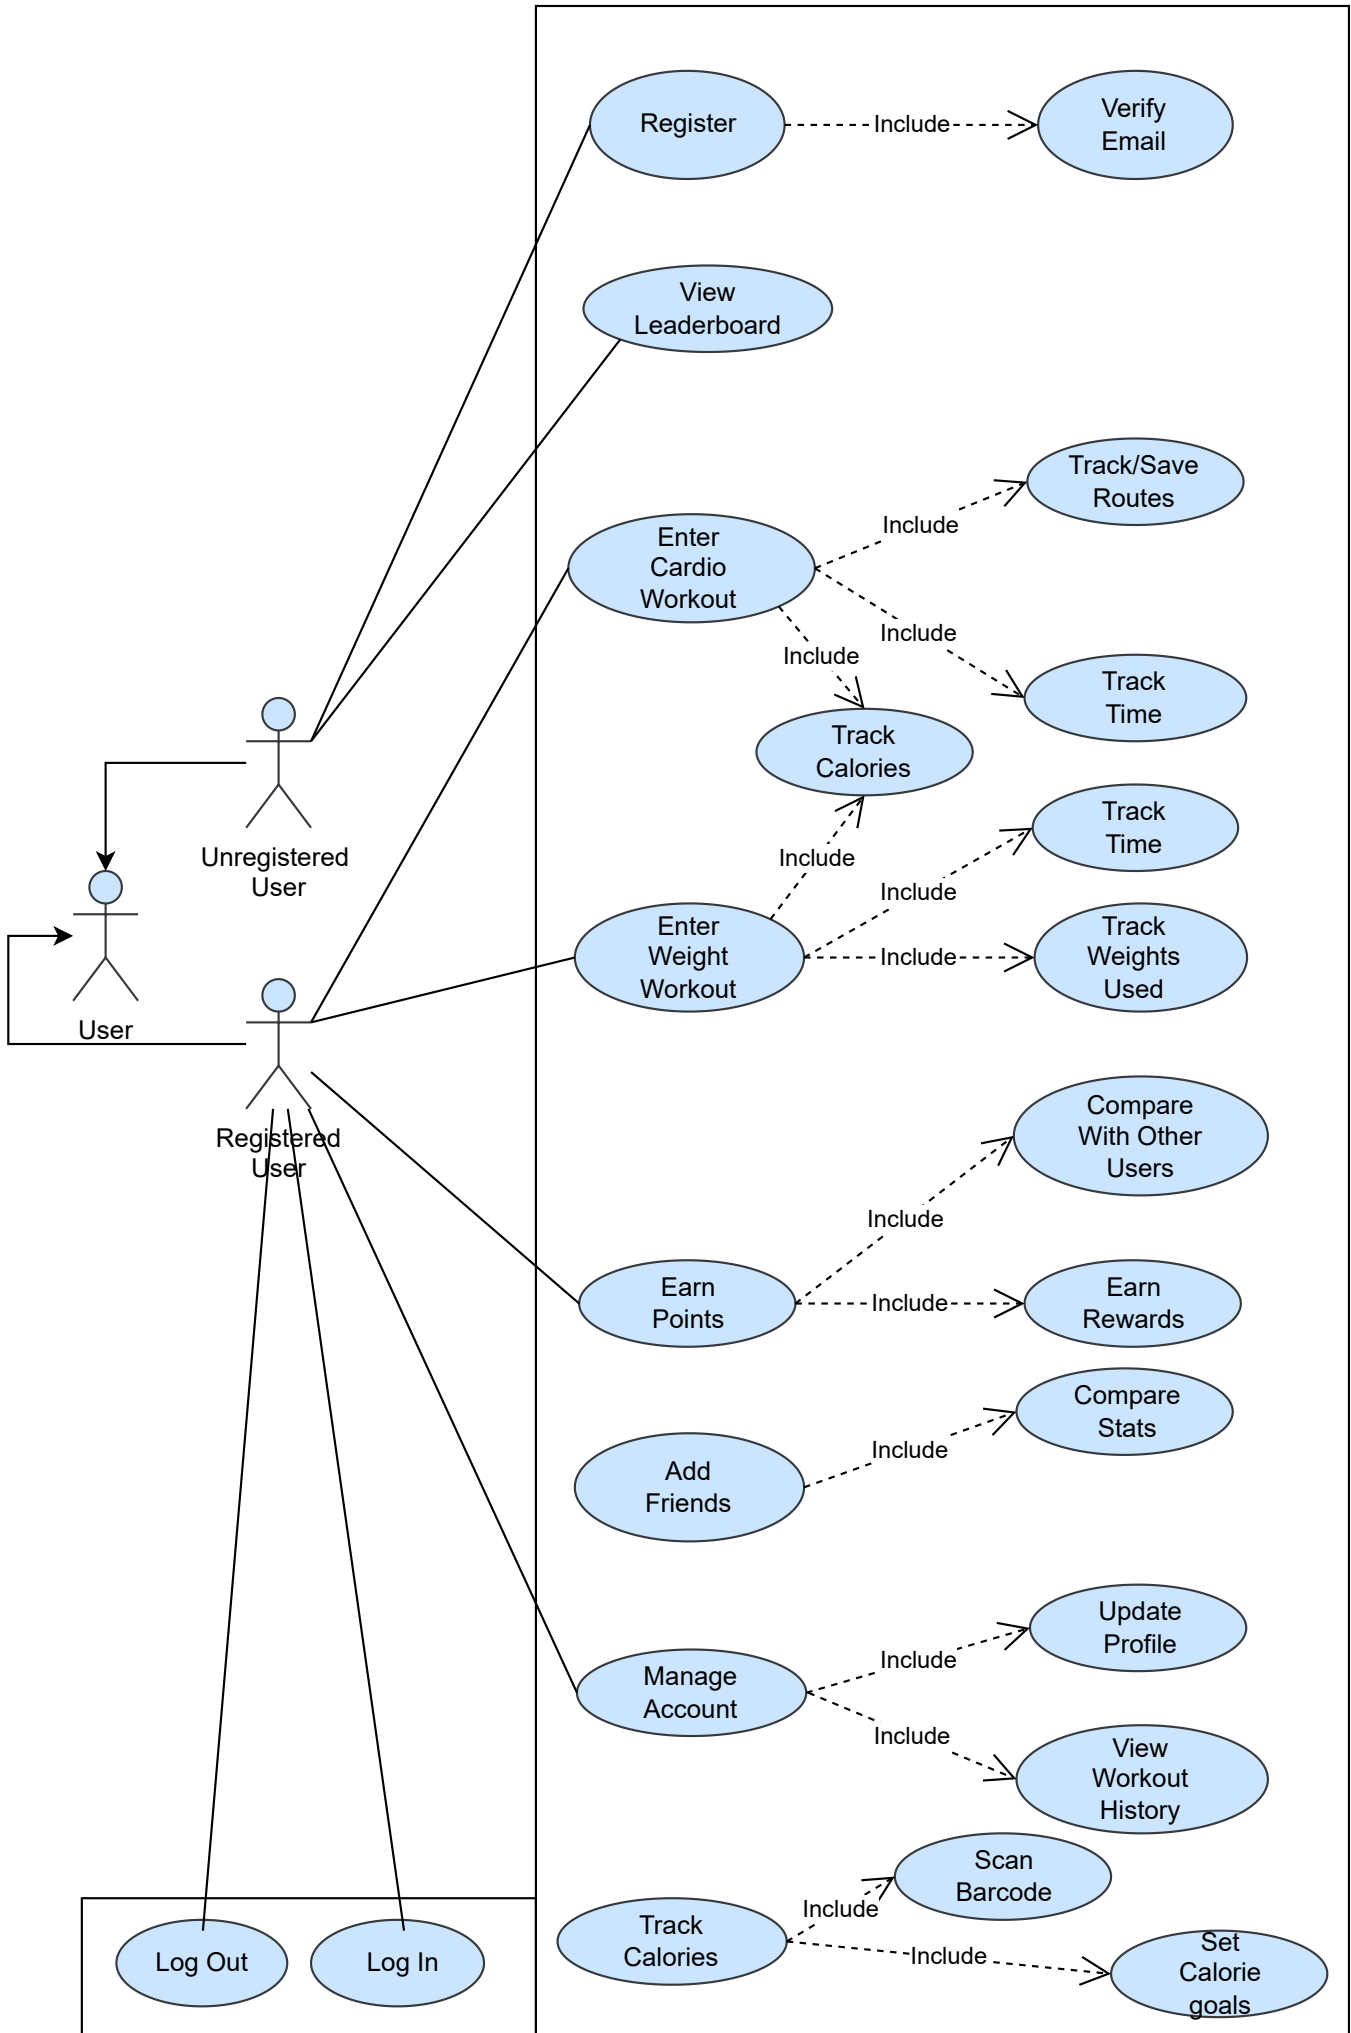 Register
Include
Verify
Email
View
Leaderboard
Track/Save
Routes
Include
Enter
Cardio
Workout
Include
Include
Track
Time
Track
Calories
Track
Time
Unregistered
User
Include
Include
Enter
Weight
Workout
Include
Track
Weights
Used
User
Registered
User
Compare
With Other
Users
Include
Earn
Points
Include
Earn
Rewards
Compare
Stats
Include
Add
Friends
Update
Profile
Include
Manage
Account
Include
View
Workout
History
Scan
Barcode
Include
Track
Calories
Include
Set
Calorie
goals
Log Out
Log In